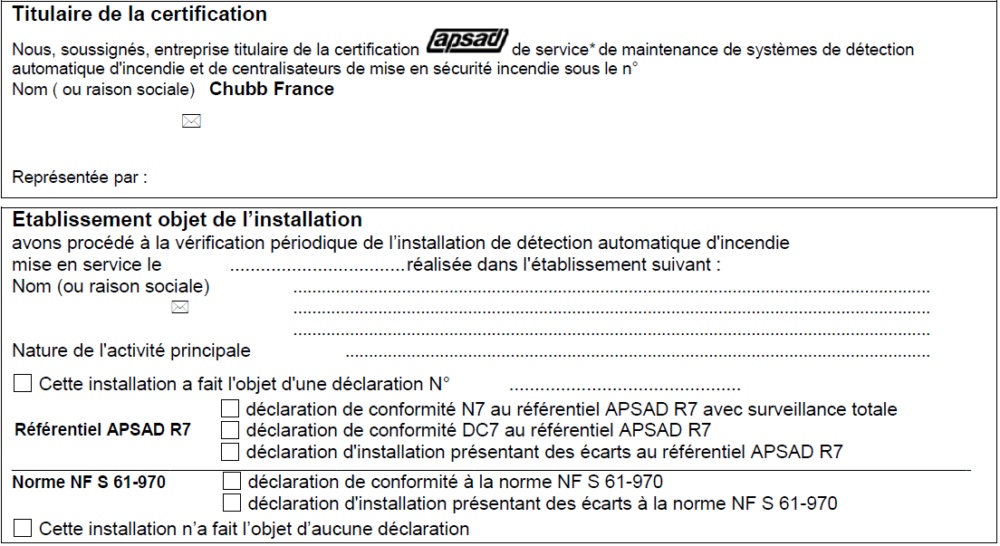 Titulaire de la certification
Nous, soussignés, entreprise titulaire de la certification apsad de service* de maintenance de systèmes de détection
automatique d'incendie et de centralisateurs de mise en sécurité incendie sous le n°
Nom ( ou raison sociale) Chubb France
Représentée par :
Etablissement objet de l’installation
avons procédé à la vérification périodique de l’installation de détection automatique d'incendie
mise en service le ................................... réalisée dans l'établissement suivant :
Nom (ou raison sociale) ....................................................................................................
....................................................................................................
....................................................................................................
Nature de l'activité principale ....................................................................................................
Cette installation a fait l'objet d'une déclaration N° .............................................
déclaration de conformité N7 au référentiel APSAD R7 avec surveillance totale
Référentiel APSAD R7 déclaration de conformité DC7 au référentiel APSAD R7
déclaration d'installation présentant des écarts au référentiel APSAD R7
Norme NF S 61-970 déclaration de conformité à la norme NF S 61-970
déclaration d'installation présentant des écarts à la norme NF S 61-970
Cette installation n’a fait l’objet d’aucune déclaration